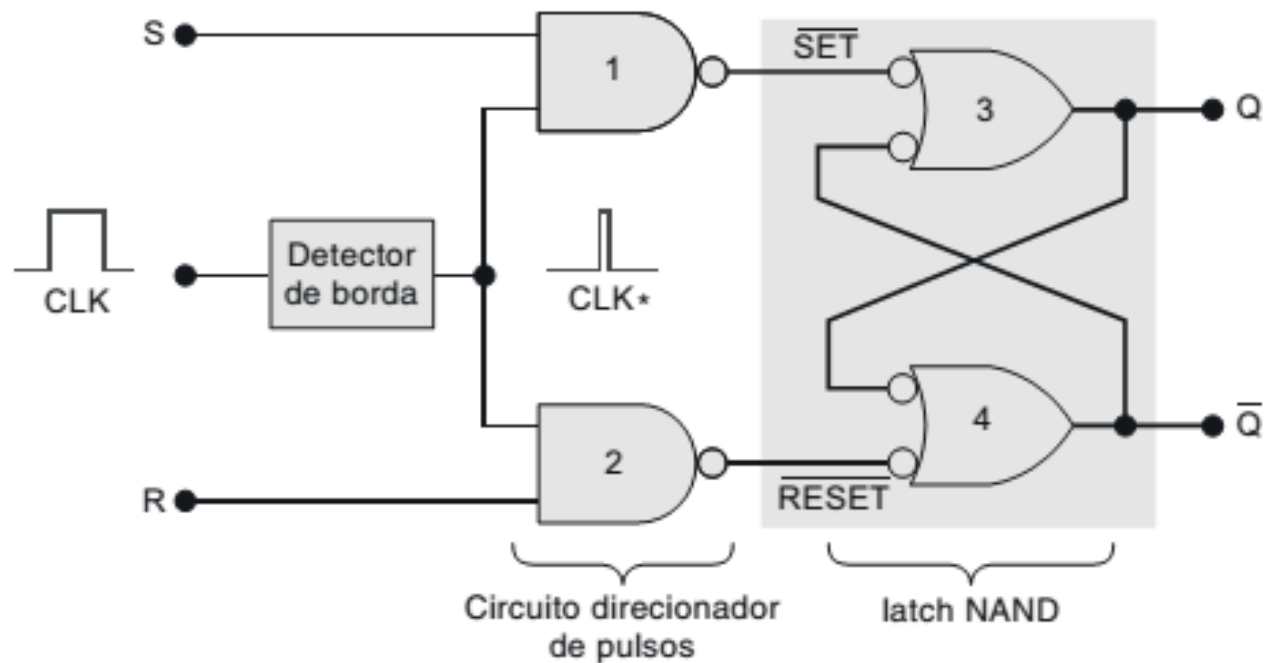 S
1
SET
3
Q
CLK
Detector
de borda
CLK*
R
2
RESET
4
Q
Circuito direcionador
de pulsos
latch NAND